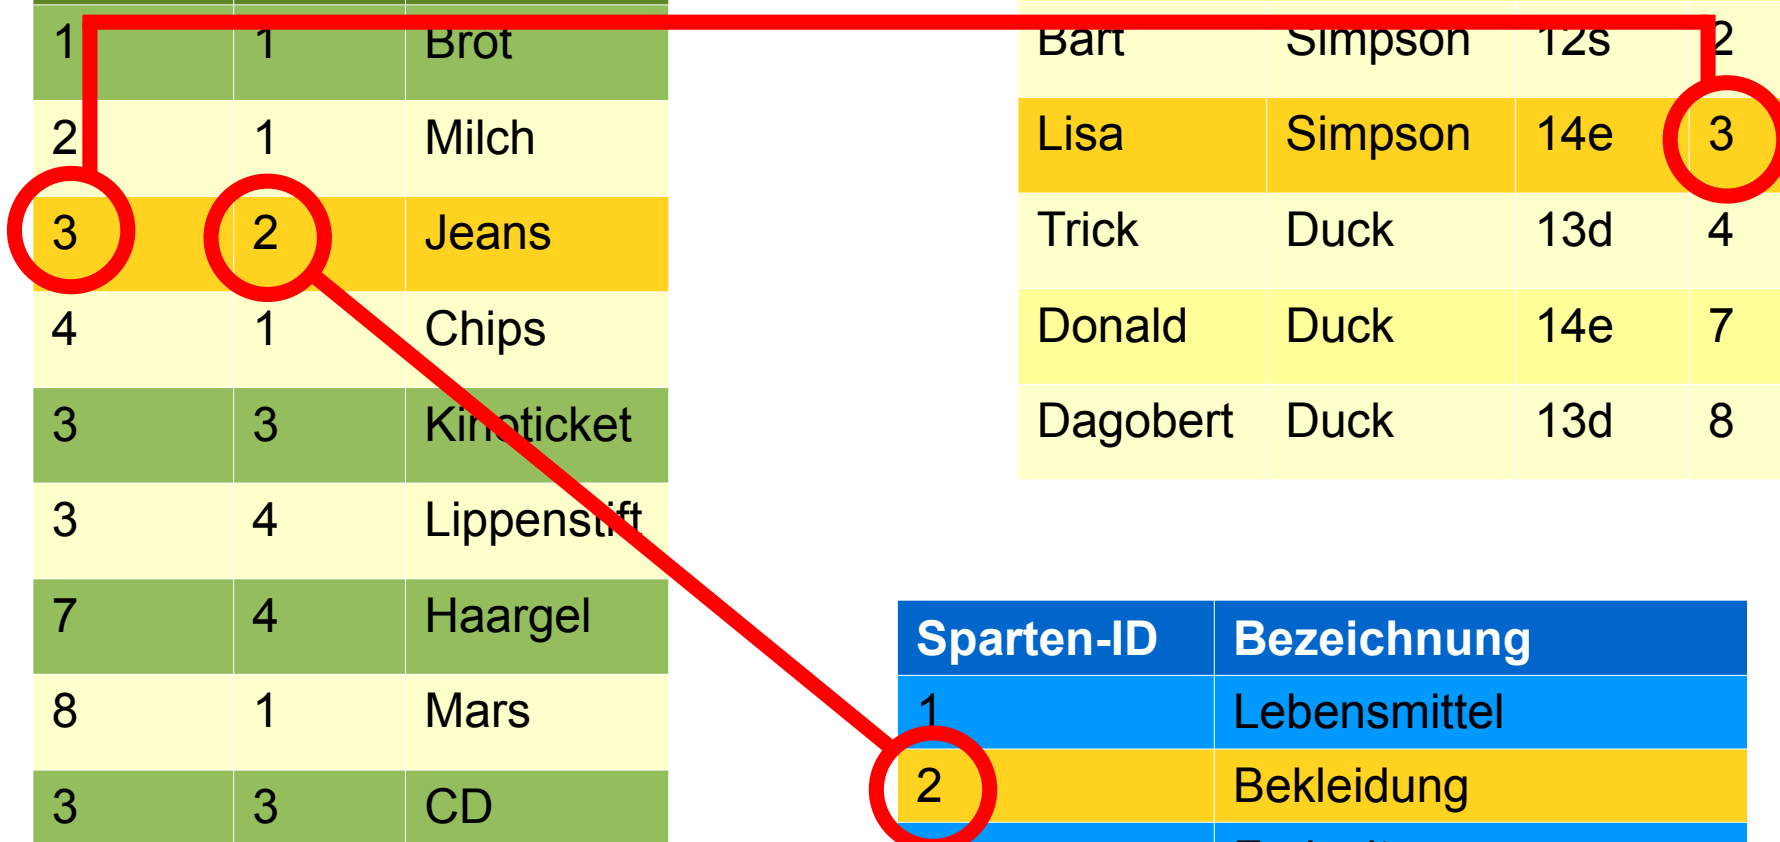 1 1 Brot
2 1 Milch
3 2 Jeans
4 1 Chips
3 3 Kinoticket
3 4 Lippenstift
7 4 Haargel
8 1 Mars
3 3 CD
Bart Simpson 12s 2
Lisa Simpson 14e 3
Trick Duck 13d 4
Donald Duck 14e 7
Dagobert Duck 13d 8
Sparten-ID Bezeichnung
1 Lebensmittel
2 Bekleidung